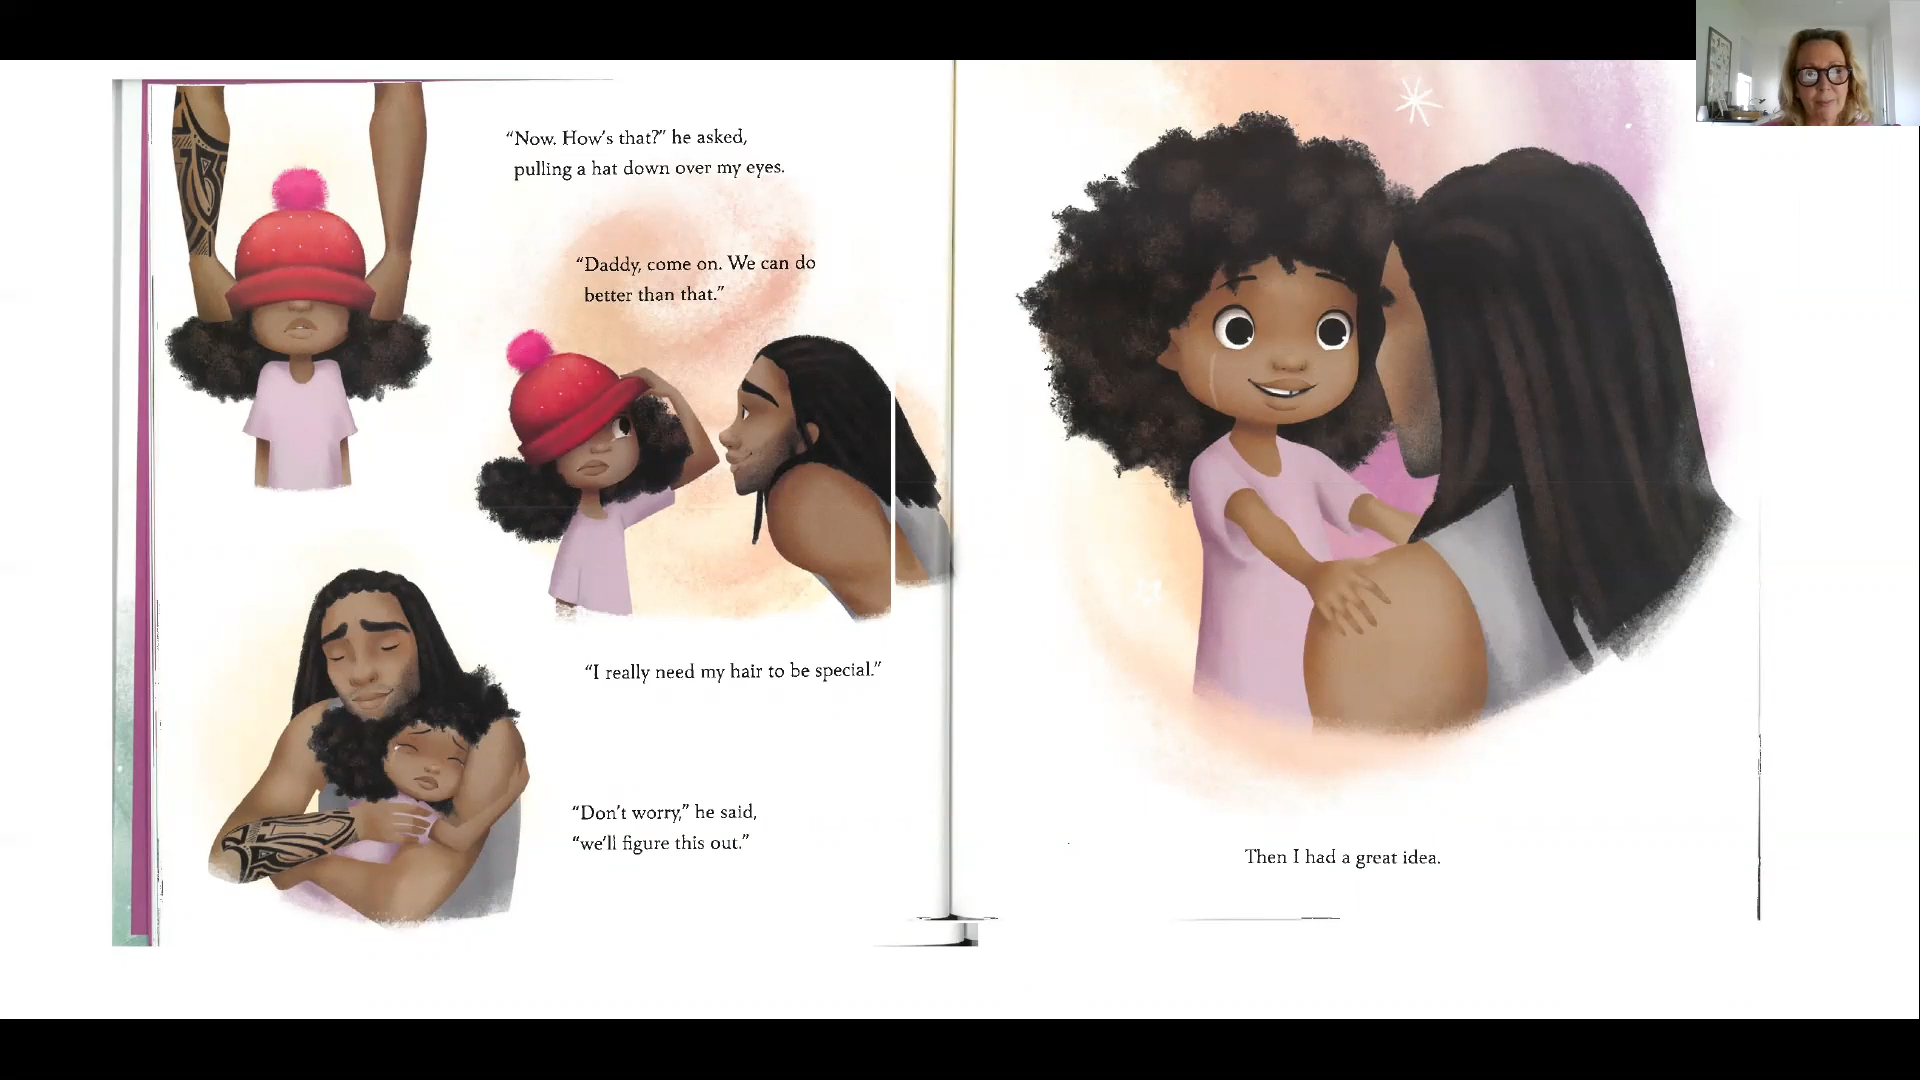 “Now. How’s that?” he asked,
pulling a hat down over my eyes.
“Daddy, come on. We can do
better than that.”
“I really need my hair to be special.”
“Don’t worry,” he said,
“we’ll figure this out.”
Then I had a great idea.